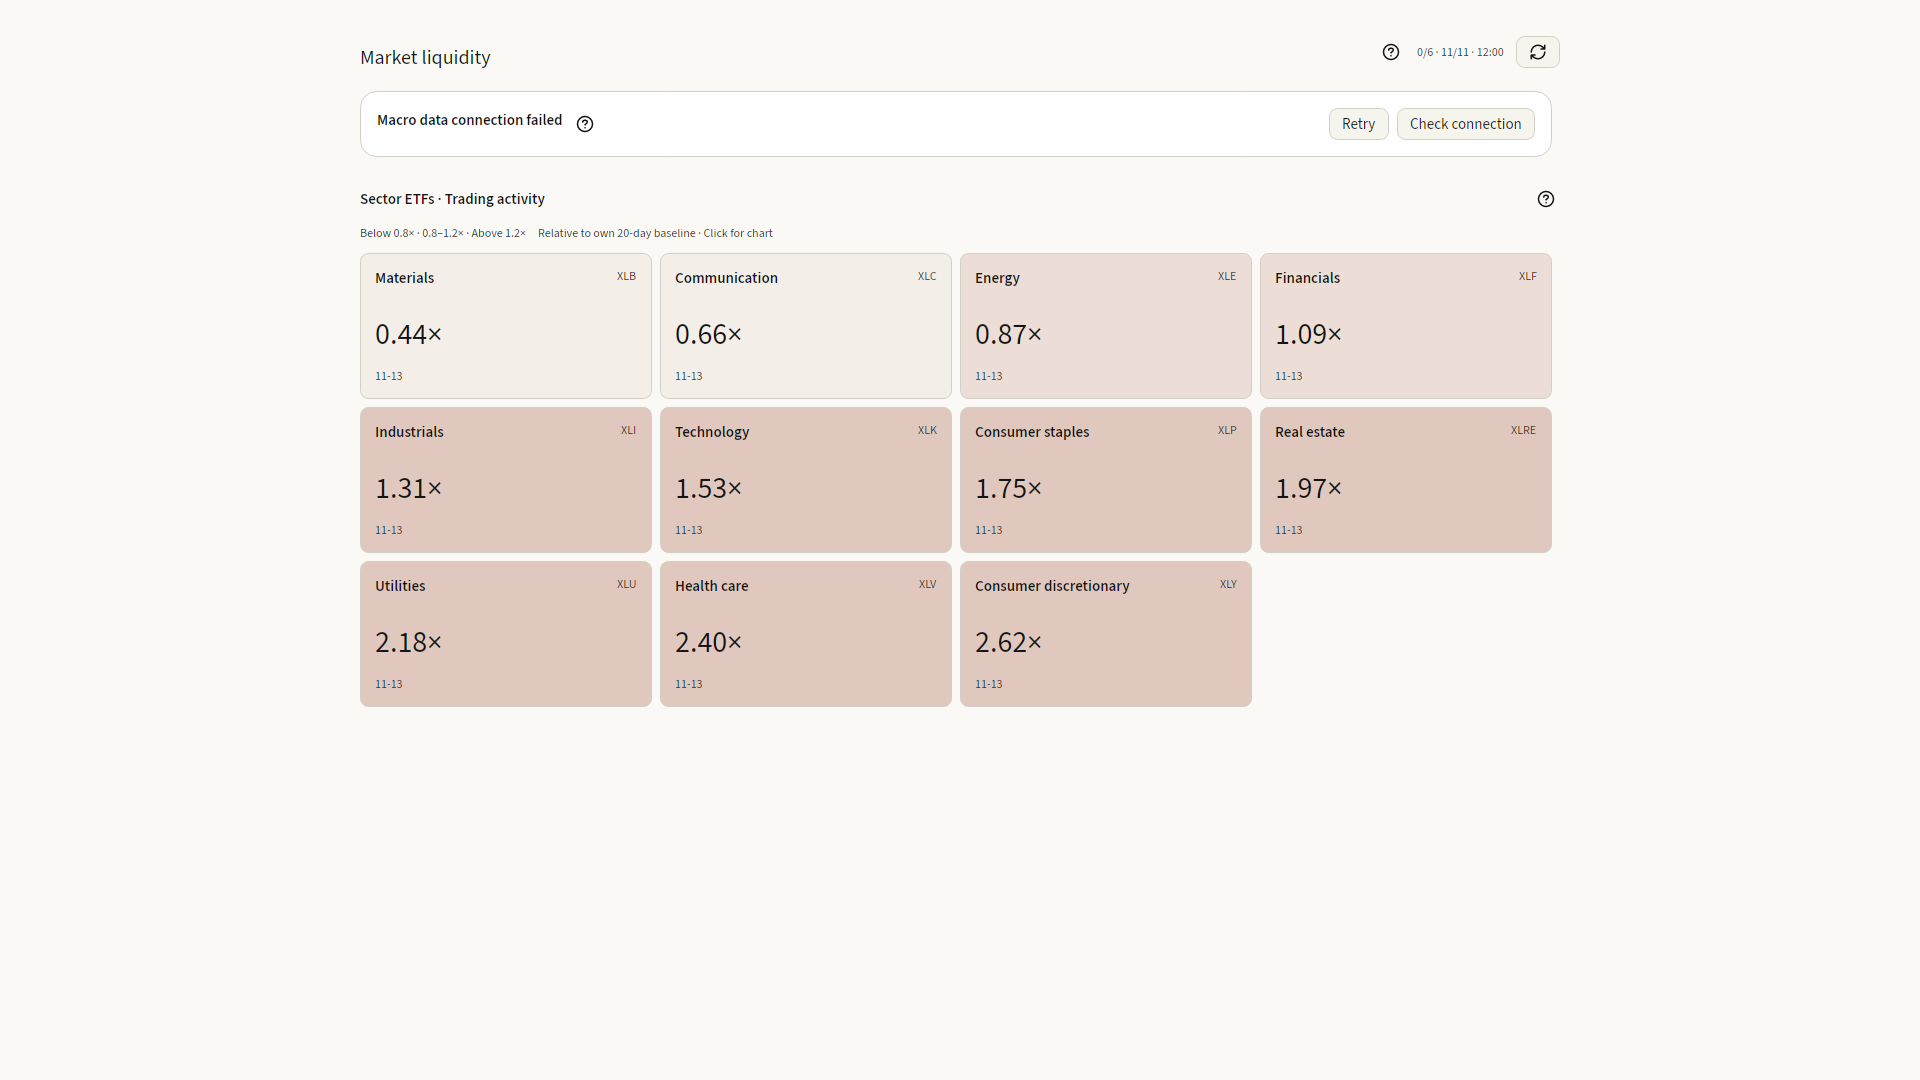 Market liquidity
0/6 · 11/11 · 12:00
Macro data connection failed
Retry
Check connection
Sector ETFs · Trading activity
Below 0.8× · 0.8–1.2× · Above 1.2× Relative to own 20-day baseline · Click for chart
Materials XLB
0.44×
11-13
Communication XLC
0.66×
11-13
Energy XLE
0.87×
11-13
Financials XLF
1.09×
11-13
Industrials XLI
1.31×
11-13
Technology XLK
1.53×
11-13
Consumer staples XLP
1.75×
11-13
Real estate XLRE
1.97×
11-13
Utilities XLU
2.18×
11-13
Health care XLV
2.40×
11-13
Consumer discretionary XLY
2.62×
11-13